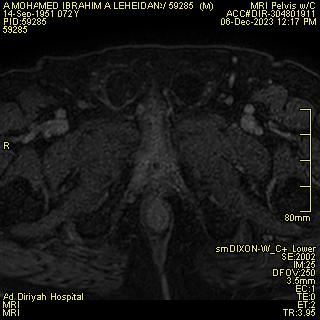 A MOHAMED IBRAHIM A LEHEIDAN:/ 59285 (M)
14-Sep-1951 072Y
PID:59285
59285
MRI Pelvis w/C
ACC#DIR-304801911
06-Dec-2023 12:17 PM
R
80mm
smDIXON-W_C+ Lower
SE:2002
IM:25
DFOV:250
3.5mm
EC:1
TE:0
ET:2
TR:3.95
Ad Diriyah Hospital
MRI
MRI